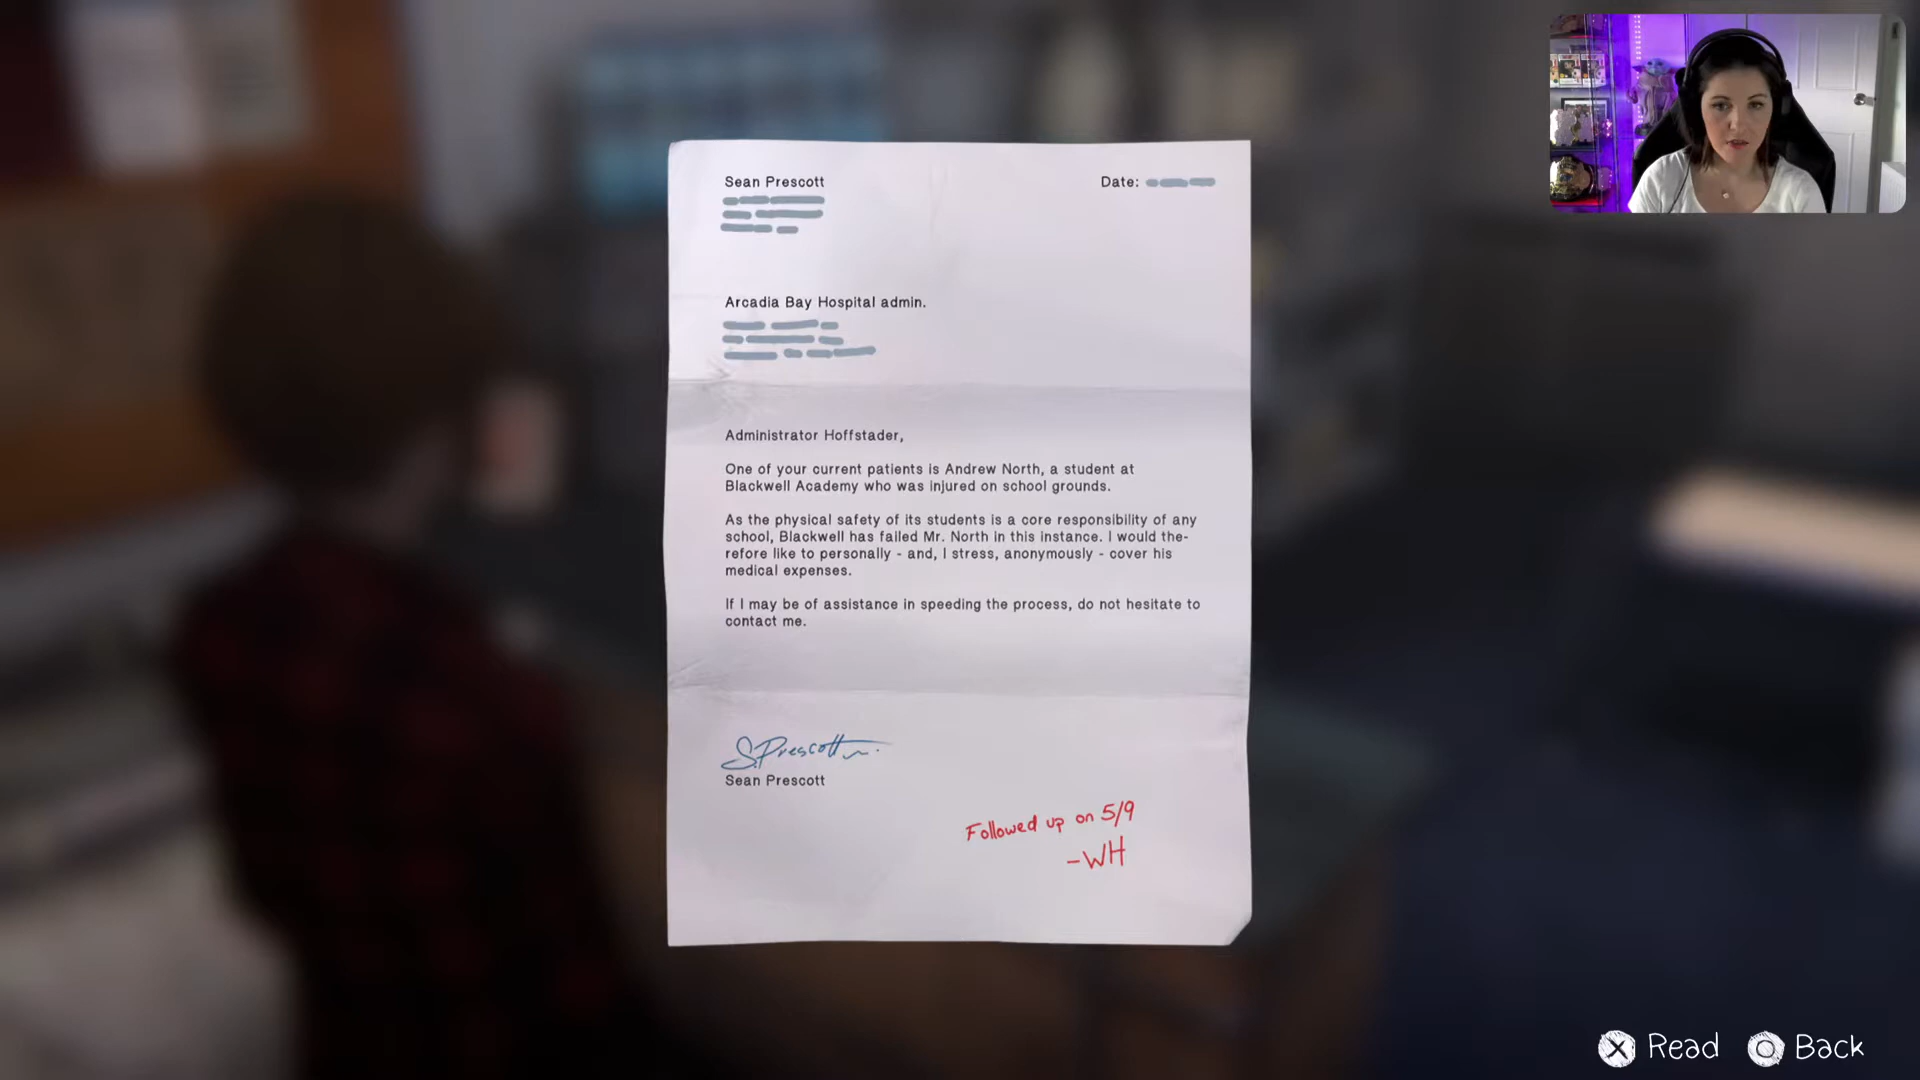 Sean Prescott
Date:
Arcadia Bay Hospital admin.
Administrator Hoffstader,
One of your current patients is Andrew North, a student at
Blackwell Academy who was injured on school grounds.
As the physical safety of its students is a core responsibility of any
school, Blackwell has failed Mr. North in this instance. I would the-
refore like to personally - and, I stress, anonymously - cover his
medical expenses.
If I may be of assistance in speeding the process, do not hesitate to
contact me.
S.Prescott
Sean Prescott
Followed up on 5/9
-WH
Read
Back